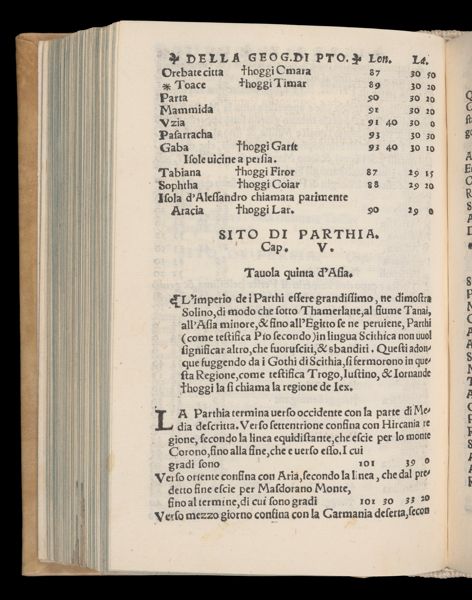 DELLA GEOG. DI PTO. Lon. La.
Orebate citta †hoggi Omara 87 30 50
* Toace †hoggi Timar 89 30 20
Parta 90 30 20
Mammida 91 30 20
Vzia 91 40 30 0
Pasarracha 93 30 30
Gaba †hoggi Garse 93 40 30 10
Isole uicine a persia.
Tabiana †hoggi Firor 87 29 15
Sophtha †hoggi Coiar 88 29 20
Isola d'Alessandro chiamata parimente
Aracia †hoggi Lar. 90 29 0
SITO DI PARTHIA.
Cap. V.
Tauola quinta d'Asia.
L'imperio de i Parthi essere grandissimo, ne dimostra
Solino, di modo che sotto Thamerlane, al fiume Tanai,
all'Asia minore, & fino all'Egitto se ne peruiene, Parthi
(come testifica Pio secondo) in lingua Scithica non uuol
significar altro, che fuorusciti, & sbanditi. Questi adon-
que fuggendo da i Gothi di Scithia, si fermorono in que-
sta Regione, come testifica Trogo, Iustino, & Iornande
†hoggi la si chiama la regione de Iex.
LA Parthia termina uerso occidente con la parte di Me-
dia descritta. Verso settentrione confina con Hircania re
gione, secondo la linea equidistante, che escie per lo monte
Corono, fino alla fine, che e uerso esso. I cui
gradi sono 101 39 0
Verso oriente confina con Aria, secondo la linea, che dal pre-
detto fine escie per Masdorano Monte,
fino al termine, di cui sono gradi 101 30 33 20
Verso mezzo giorno confina con la Carmania deserta, secon